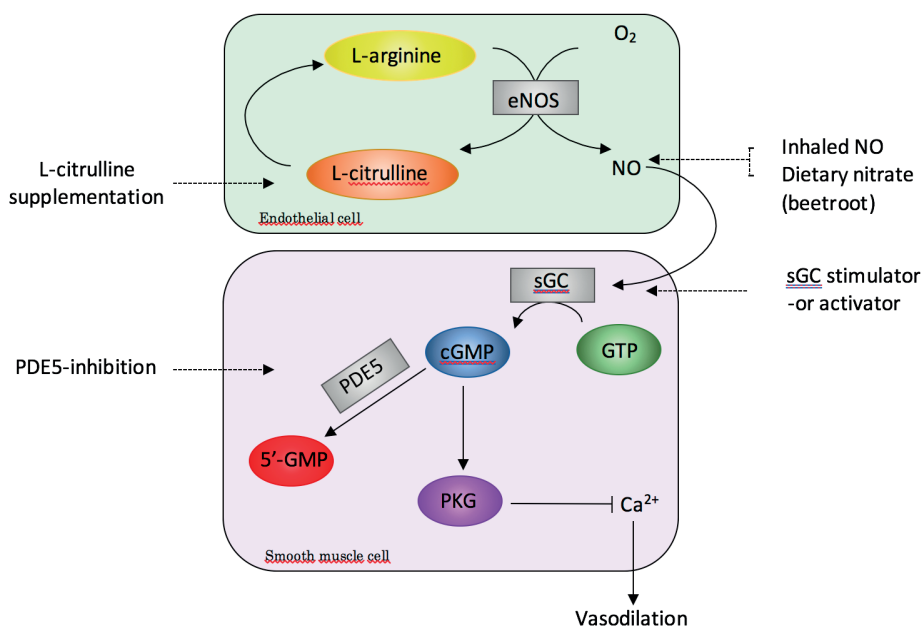 L-arginine
O₂
eNOS
L-citrulline
NO
Endothelial cell
L-citrulline
supplementation
Inhaled NO
Dietary nitrate
(beetroot)
sGC
sGC stimulator
-or activator
cGMP
GTP
PDE5
PDE5-inhibition
5’-GMP
PKG
Ca²⁺
Smooth muscle cell
Vasodilation